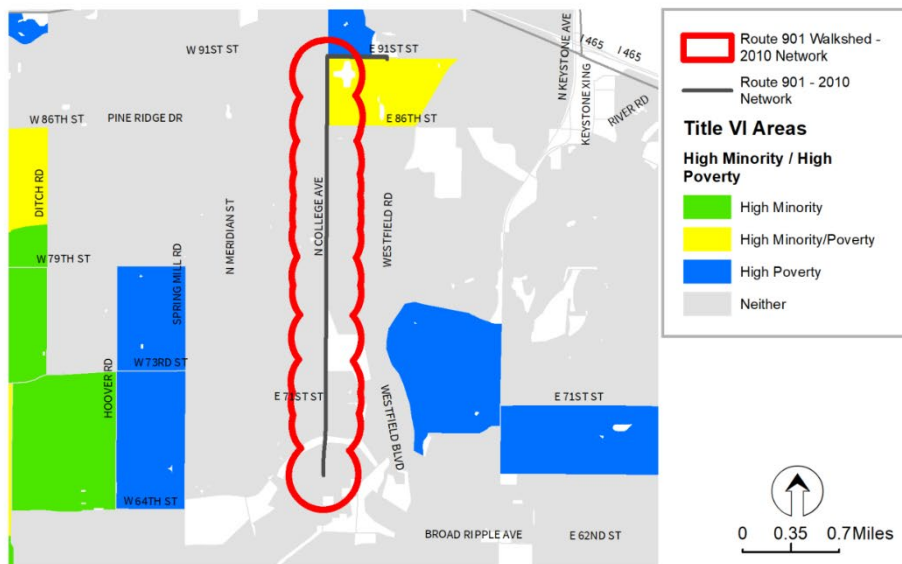 W 91ST ST
E 91ST ST
N KEYSTONE AVE
I 465
I 465
KEYSTONE XING
RIVER RD
W 86TH ST
PINE RIDGE DR
E 86TH ST
DITCH RD
N MERIDIAN ST
N COLLEGE AVE
WESTFIELD RD
SPRING MILL RD
W 79TH ST
W 73RD ST
HOOVER RD
E 71ST ST
WESTFIELD BLVD
E 71ST ST
W 64TH ST
BROAD RIPPLE AVE
E 62ND ST
Route 901 Walkshed -
2010 Network
Route 901 - 2010
Network
Title VI Areas
High Minority / High
Poverty
High Minority
High Minority/Poverty
High Poverty
Neither
0 0.35 0.7Miles